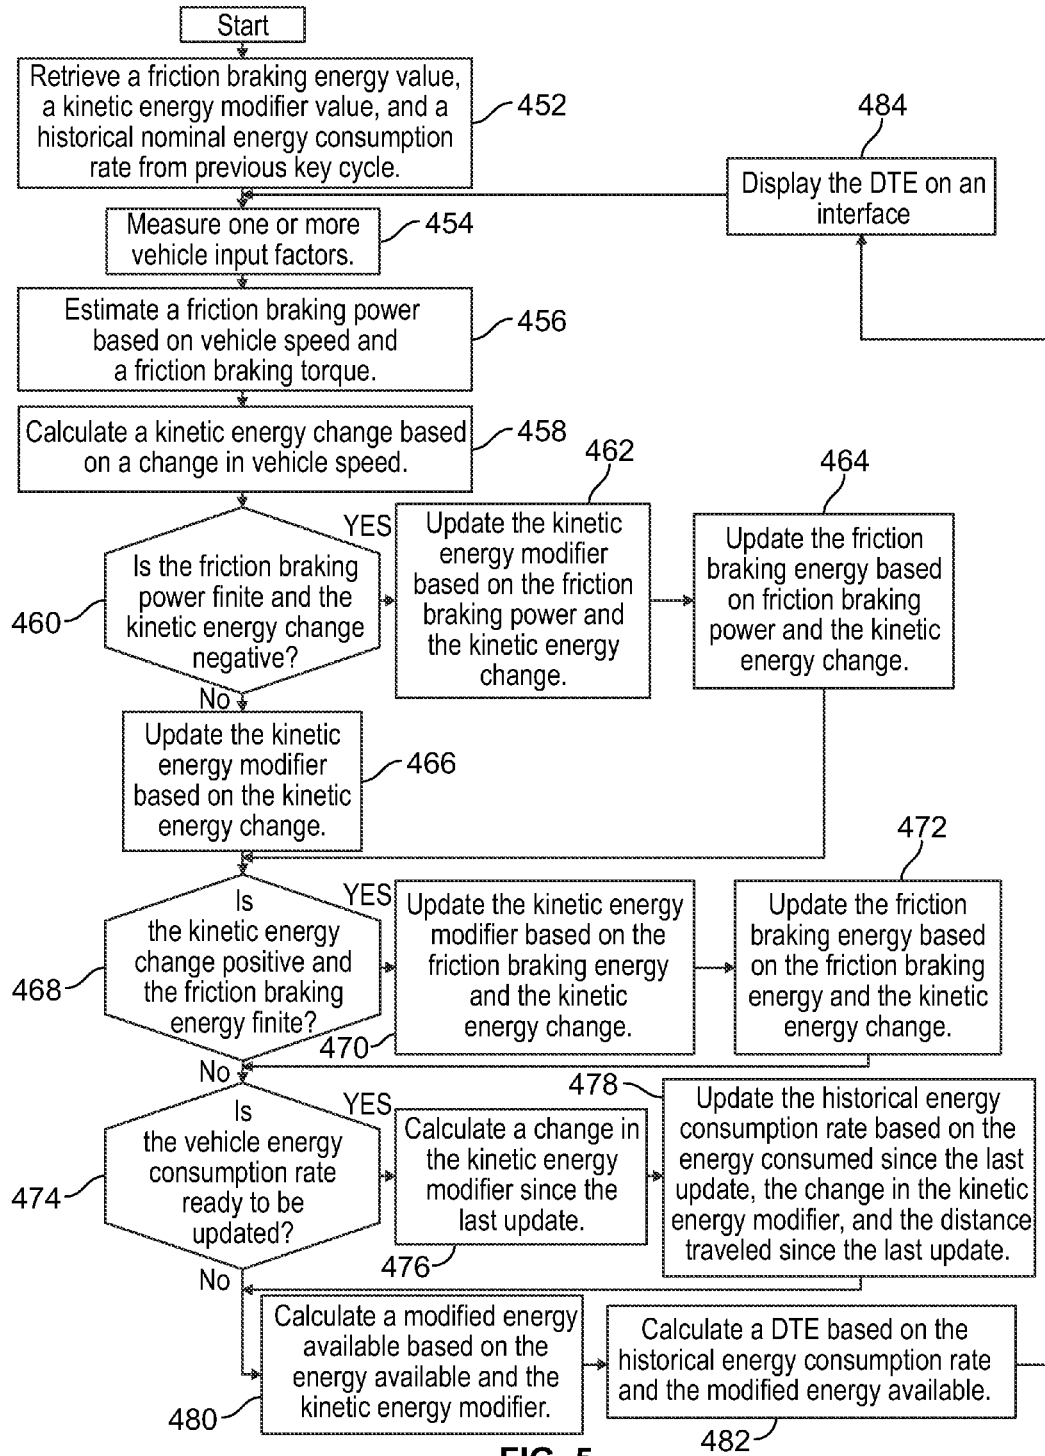 Start
Retrieve a friction braking energy value,
a kinetic energy modifier value, and a
historical nominal energy consumption
rate from previous key cycle.
452
484
Display the DTE on an
interface
Measure one or more
vehicle input factors.
454
Estimate a friction braking power
based on vehicle speed and
a friction braking torque.
456
Calculate a kinetic energy change based
on a change in vehicle speed.
458
Is the friction braking
power finite and the
kinetic energy change
negative?
460
YES
No
462
Update the kinetic
energy modifier
based on the friction
braking power and
the kinetic energy
change.
464
Update the friction
braking energy based
on friction braking
power and the kinetic
energy change.
Update the kinetic
energy modifier
based on the kinetic
energy change.
466
Is
the kinetic energy
change positive and
the friction braking
energy finite?
468
YES
No
Update the kinetic energy
modifier based on the
friction braking energy
and the kinetic
energy change.
470
472
Update the friction
braking energy based
on the friction braking
energy and the kinetic
energy change.
Is
the vehicle energy
consumption rate
ready to be
updated?
474
YES
No
Calculate a change in
the kinetic energy
modifier since the
last update.
476
478
Update the historical energy
consumption rate based on the
energy consumed since the last
update, the change in the kinetic
energy modifier, and the distance
traveled since the last update.
Calculate a modified energy
available based on the
energy available and the
kinetic energy modifier.
480
Calculate a DTE based on the
historical energy consumption rate
and the modified energy available.
482
FIG. 5